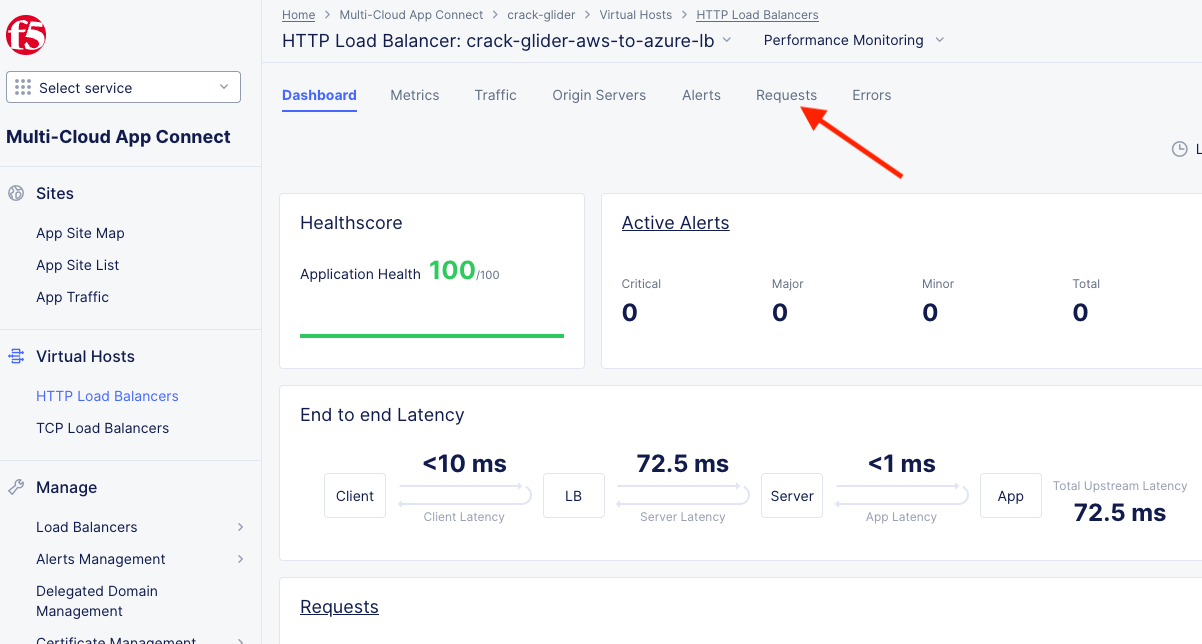 f5
Select service
Multi-Cloud App Connect
Sites
App Site Map
App Site List
App Traffic
Virtual Hosts
HTTP Load Balancers
TCP Load Balancers
Manage
Load Balancers
Alerts Management
Delegated Domain
Management
Certificate Management
Home > Multi-Cloud App Connect > crack-glider > Virtual Hosts > HTTP Load Balancers
HTTP Load Balancer: crack-glider-aws-to-azure-lb Performance Monitoring
Dashboard Metrics Traffic Origin Servers Alerts Requests Errors
L
Healthscore
Application Health 100/100
Active Alerts
Critical Major Minor Total
0 0 0 0
End to end Latency
<10 ms 72.5 ms <1 ms
Client LB Server App
Client Latency Server Latency App Latency
Total Upstream Latency
72.5 ms
Requests